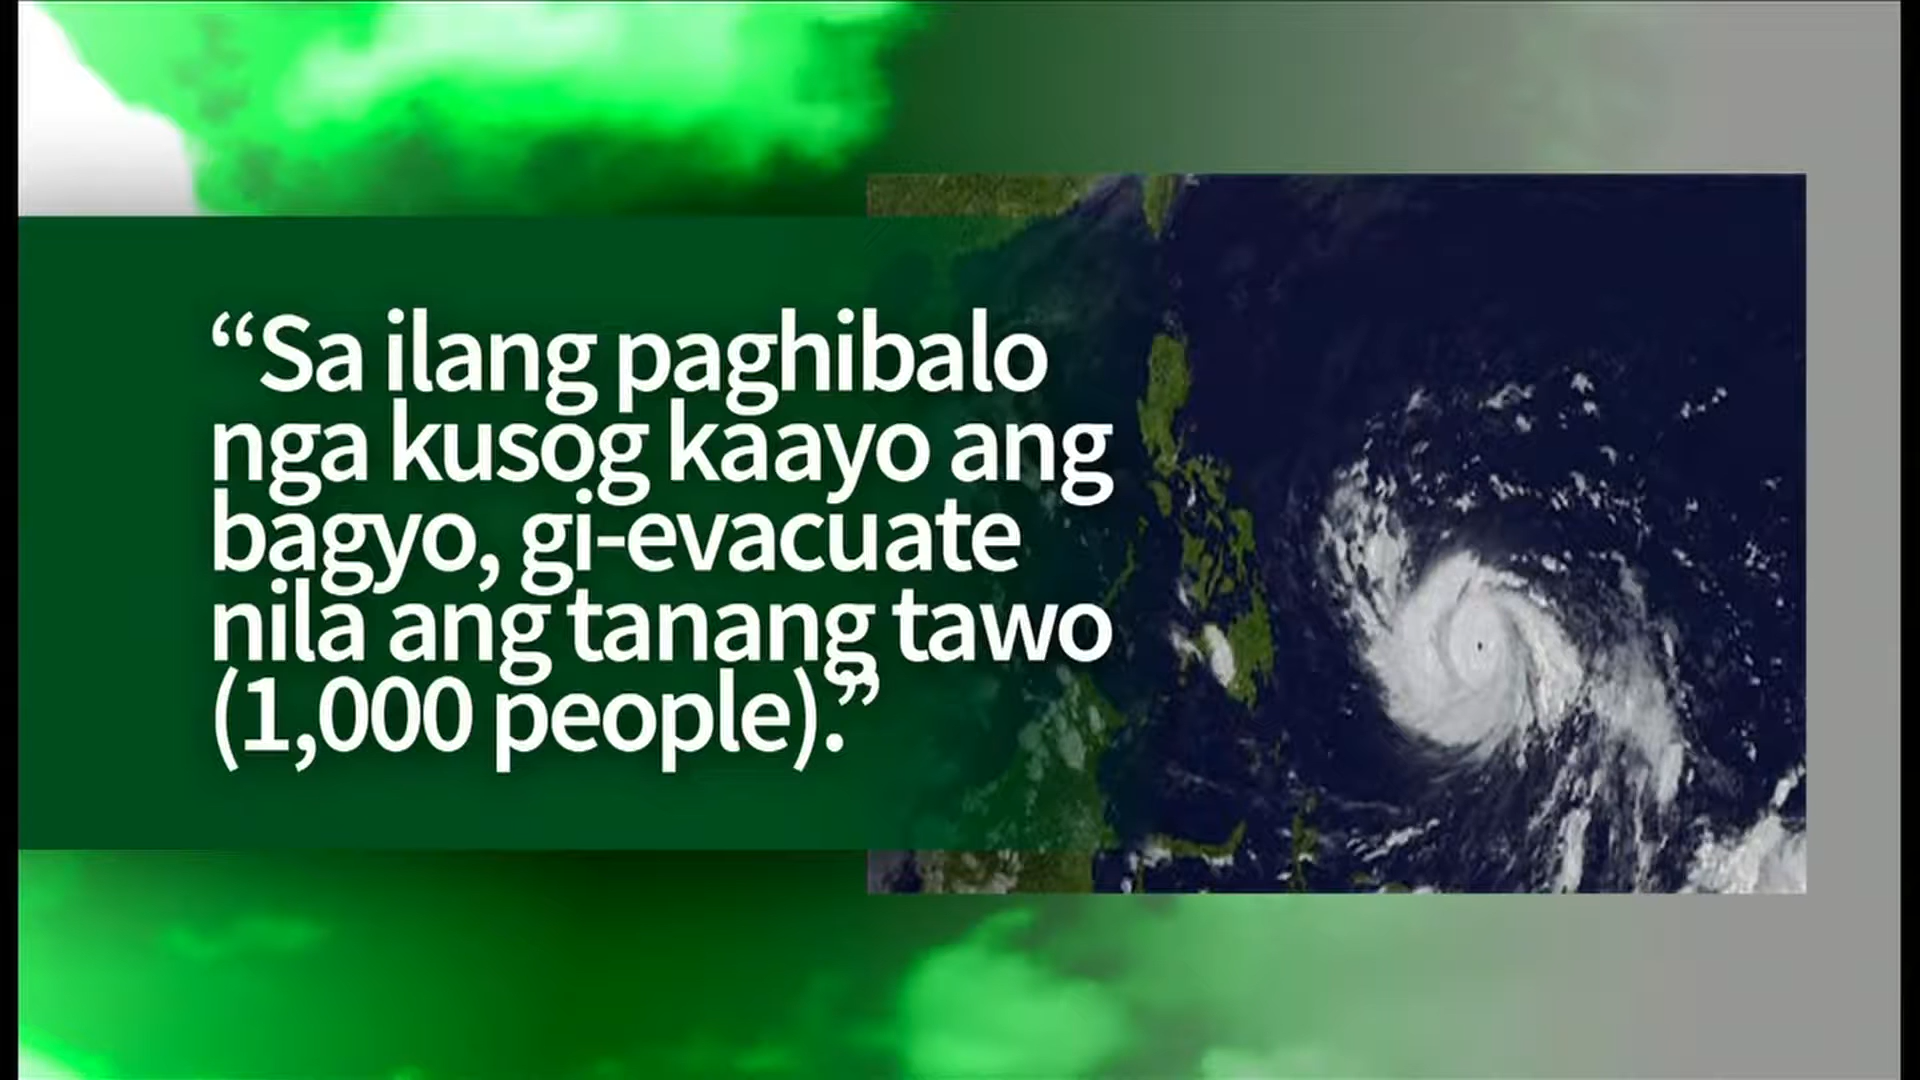 “Sa ilang paghibalo
nga kusog kaayo ang
bagyo, gi-evacuate
nila ang tanang tawo
(1,000 people).”